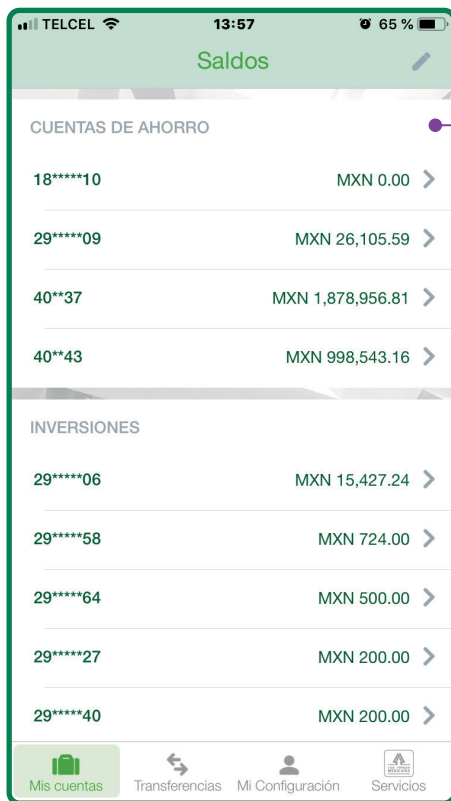 TELCEL 13:57 65 %
Saldos
CUENTAS DE AHORRO
18*****10 MXN 0.00
29*****09 MXN 26,105.59
40**37 MXN 1,878,956.81
40**43 MXN 998,543.16
INVERSIONES
29*****06 MXN 15,427.24
29*****58 MXN 724.00
29*****64 MXN 500.00
29*****27 MXN 200.00
29*****40 MXN 200.00
Mis cuentas Transferencias Mi Configuración Servicios